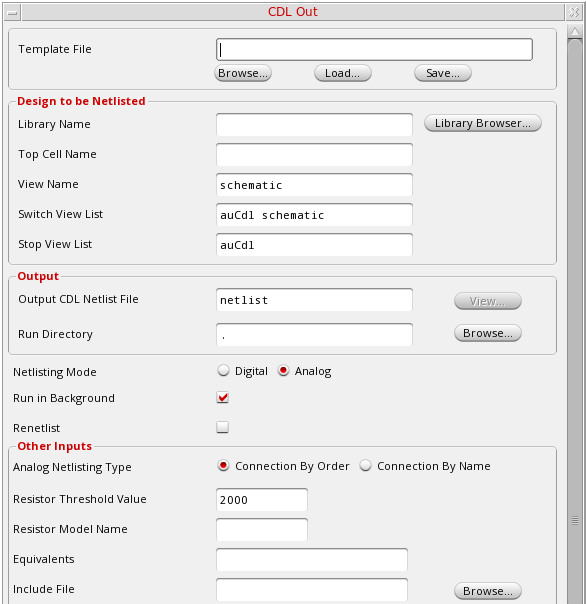 CDL Out
Template File
Browse... Load... Save...
Design to be Netlisted
Library Name Library Browser...
Top Cell Name
View Name schematic
Switch View List auCdl schematic
Stop View List auCdl
Output
Output CDL Netlist File netlist View...
Run Directory . Browse...
Netlisting Mode Digital Analog
Run in Background
Renetlist
Other Inputs
Analog Netlisting Type Connection By Order Connection By Name
Resistor Threshold Value 2000
Resistor Model Name
Equivalents
Include File Browse...